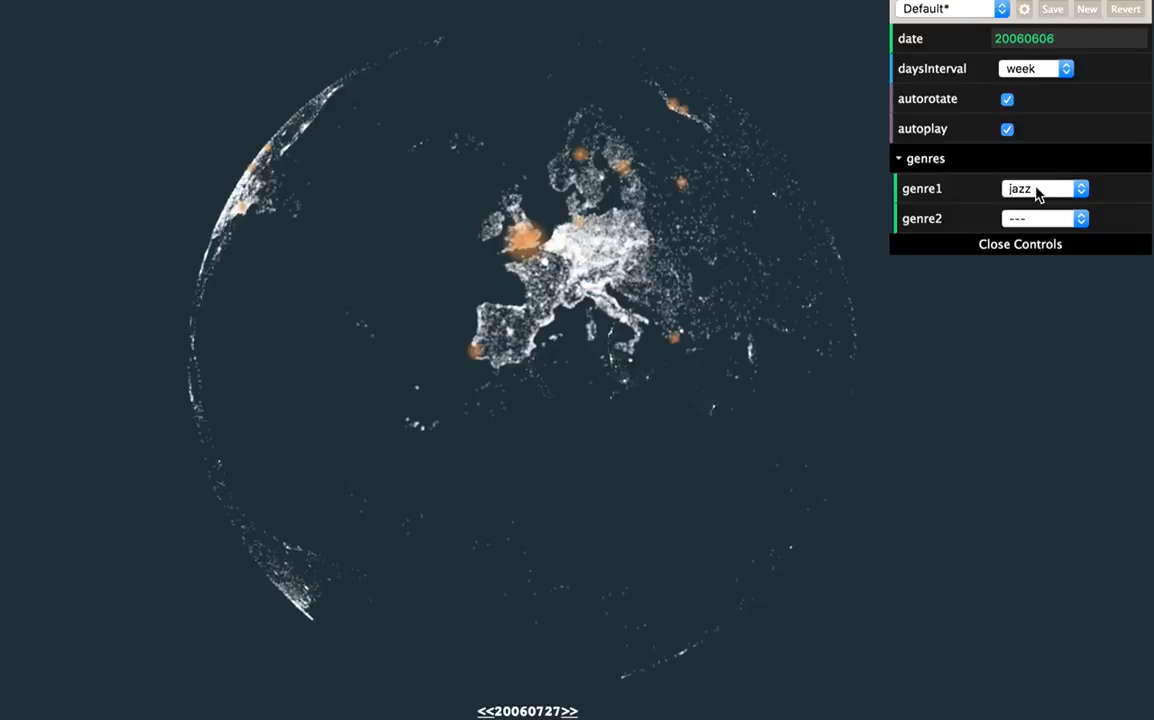 Default* Save New Revert
date 20060606
daysInterval week
autorotate
autoplay
genres
genre1 jazz
genre2 ---
Close Controls
<<20060727>>